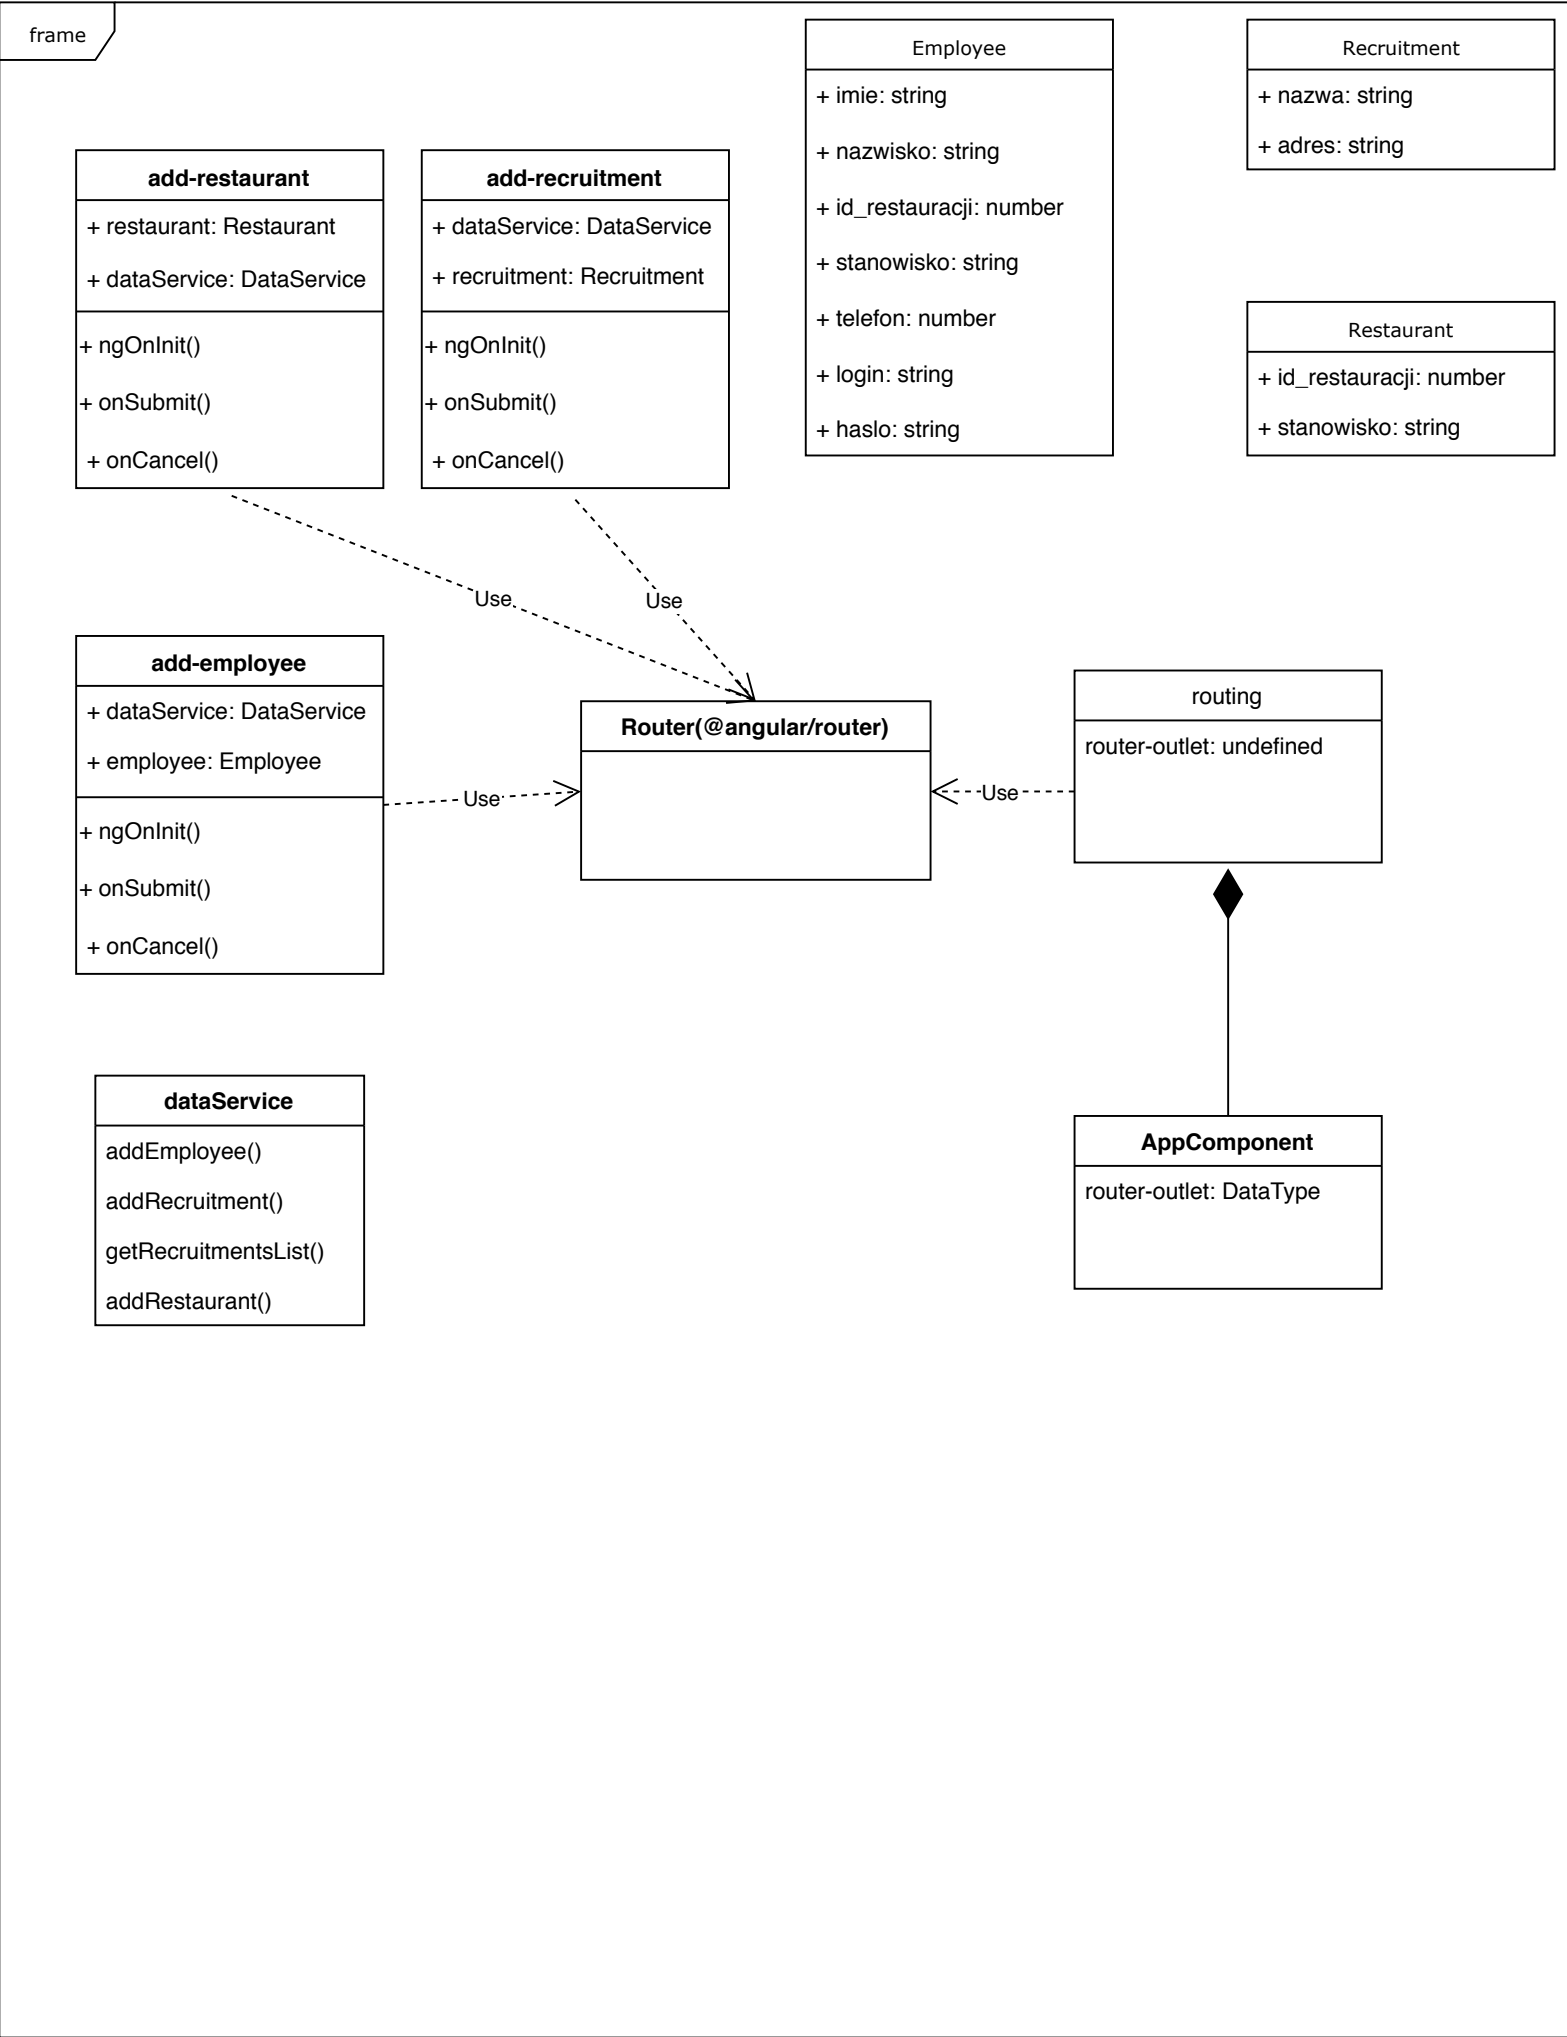 frame
Employee
+ imie: string
+ nazwisko: string
+ id_restauracji: number
+ stanowisko: string
+ telefon: number
+ login: string
+ haslo: string
Recruitment
+ nazwa: string
+ adres: string
add-restaurant
+ restaurant: Restaurant
+ dataService: DataService
+ ngOnInit()
+ onSubmit()
+ onCancel()
add-recruitment
+ dataService: DataService
+ recruitment: Recruitment
+ ngOnInit()
+ onSubmit()
+ onCancel()
Restaurant
+ id_restauracji: number
+ stanowisko: string
Use
Use
add-employee
+ dataService: DataService
+ employee: Employee
+ ngOnInit()
+ onSubmit()
+ onCancel()
Use
Router(@angular/router)
Use
routing
router-outlet: undefined
dataService
addEmployee()
addRecruitment()
getRecruitmentsList()
addRestaurant()
AppComponent
router-outlet: DataType